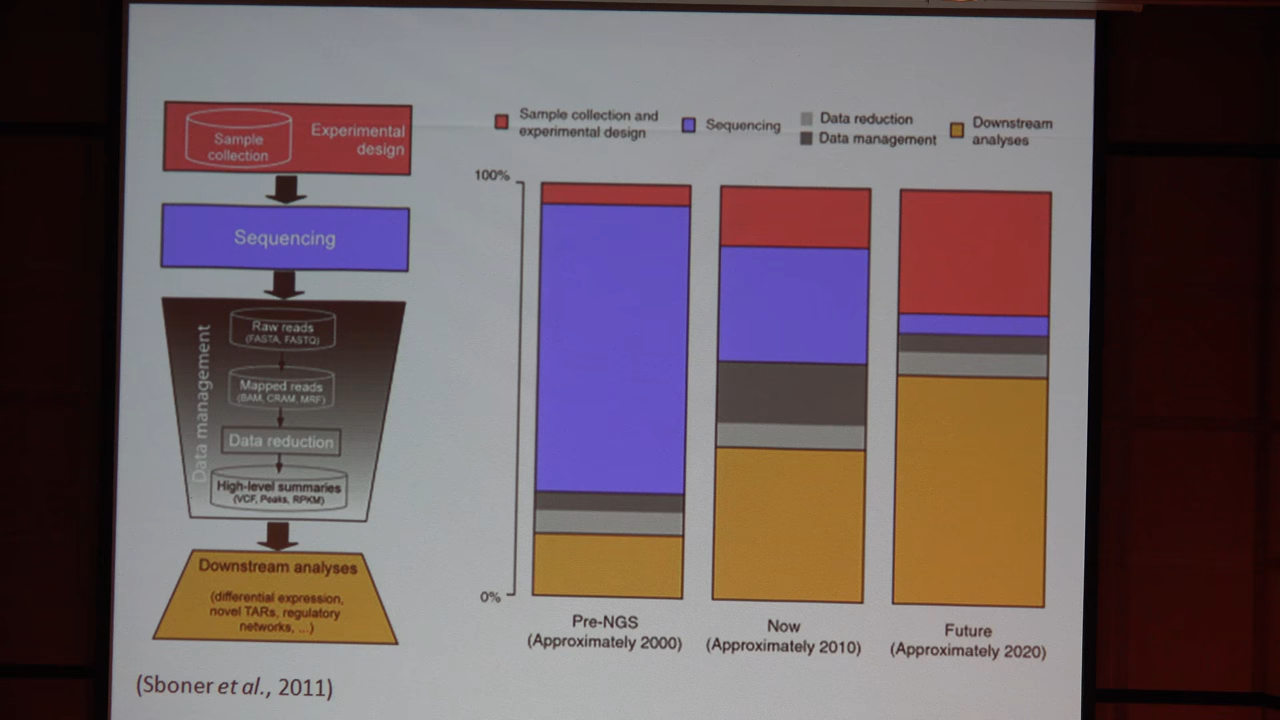 Sample
collection
Experimental
design
Sequencing
Data management
Raw reads
(FASTA, FASTQ)
Mapped reads
(BAM, CRAM, MRF)
Data reduction
High-level summaries
(VCF, Peaks, RPKM)
Downstream analyses
(differential expression,
novel TARs, regulatory
networks, ...)
(Sboner et al., 2011)
Sample collection and
experimental design
Sequencing
Data reduction
Data management
Downstream
analyses
100%
0%
Pre-NGS
(Approximately 2000)
Now
(Approximately 2010)
Future
(Approximately 2020)